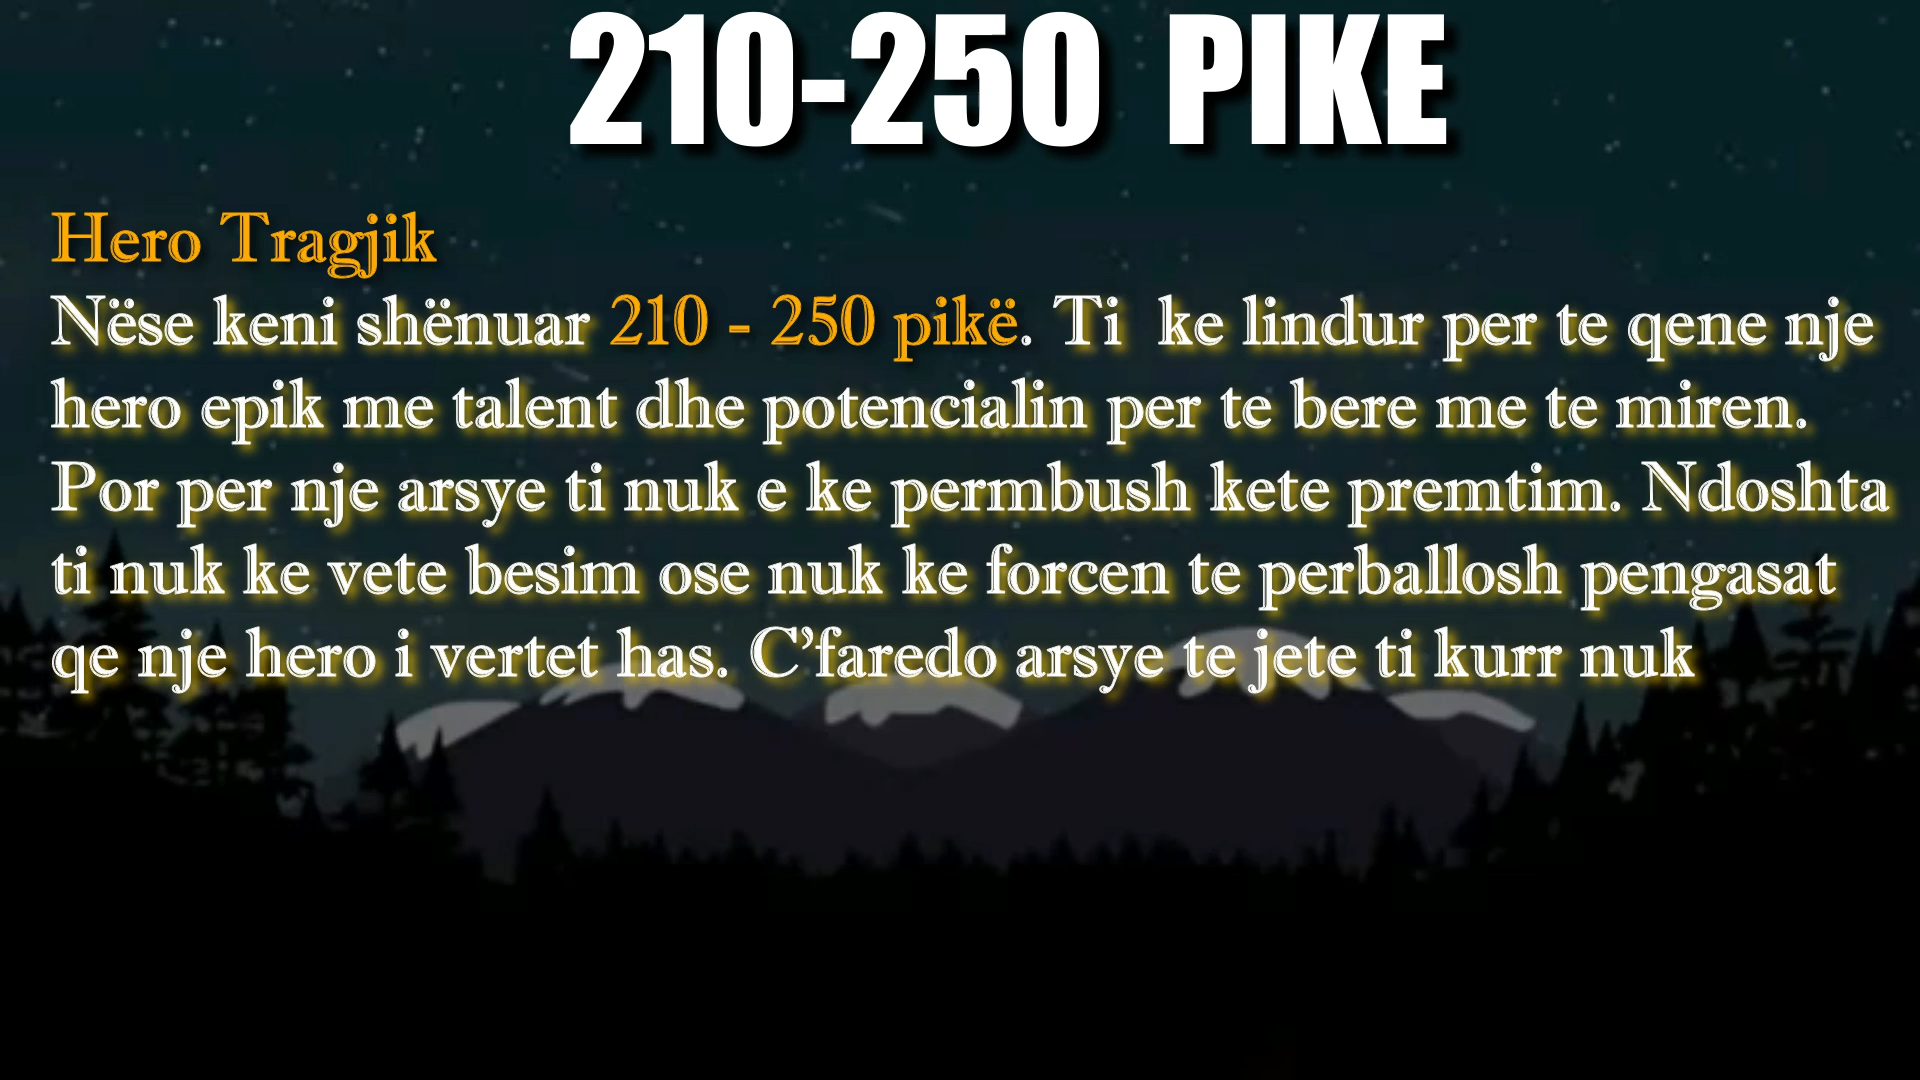 210-250 PIKE
Hero Tragjik
Nëse keni shënuar 210 - 250 pikë. Ti ke lindur per te qene nje
hero epik me talent dhe potencialin per te bere me te miren.
Por per nje arsye ti nuk e ke permbush kete premtim. Ndoshta
ti nuk ke vete besim ose nuk ke forcen te perballosh pengasat
qe nje hero i vertet has. C’faredo arsye te jete ti kurr nuk